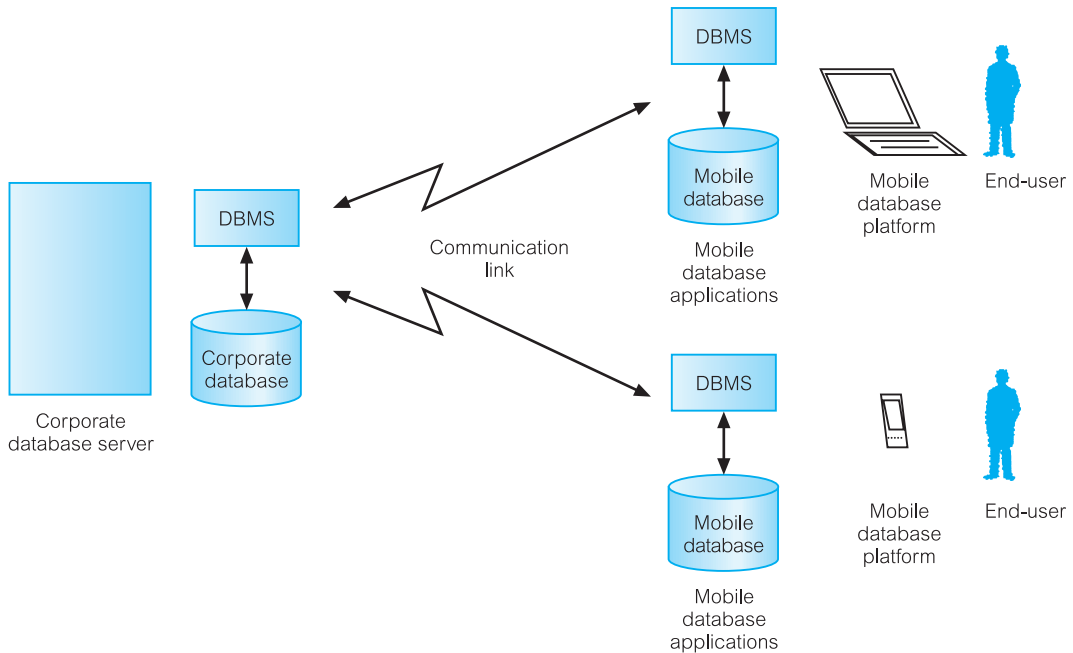 DBMS
Mobile
database
Mobile
database
applications
Mobile
database
platform
End-user
DBMS
Corporate
database
Corporate
database server
Communication
link
DBMS
Mobile
database
Mobile
database
applications
Mobile
database
platform
End-user